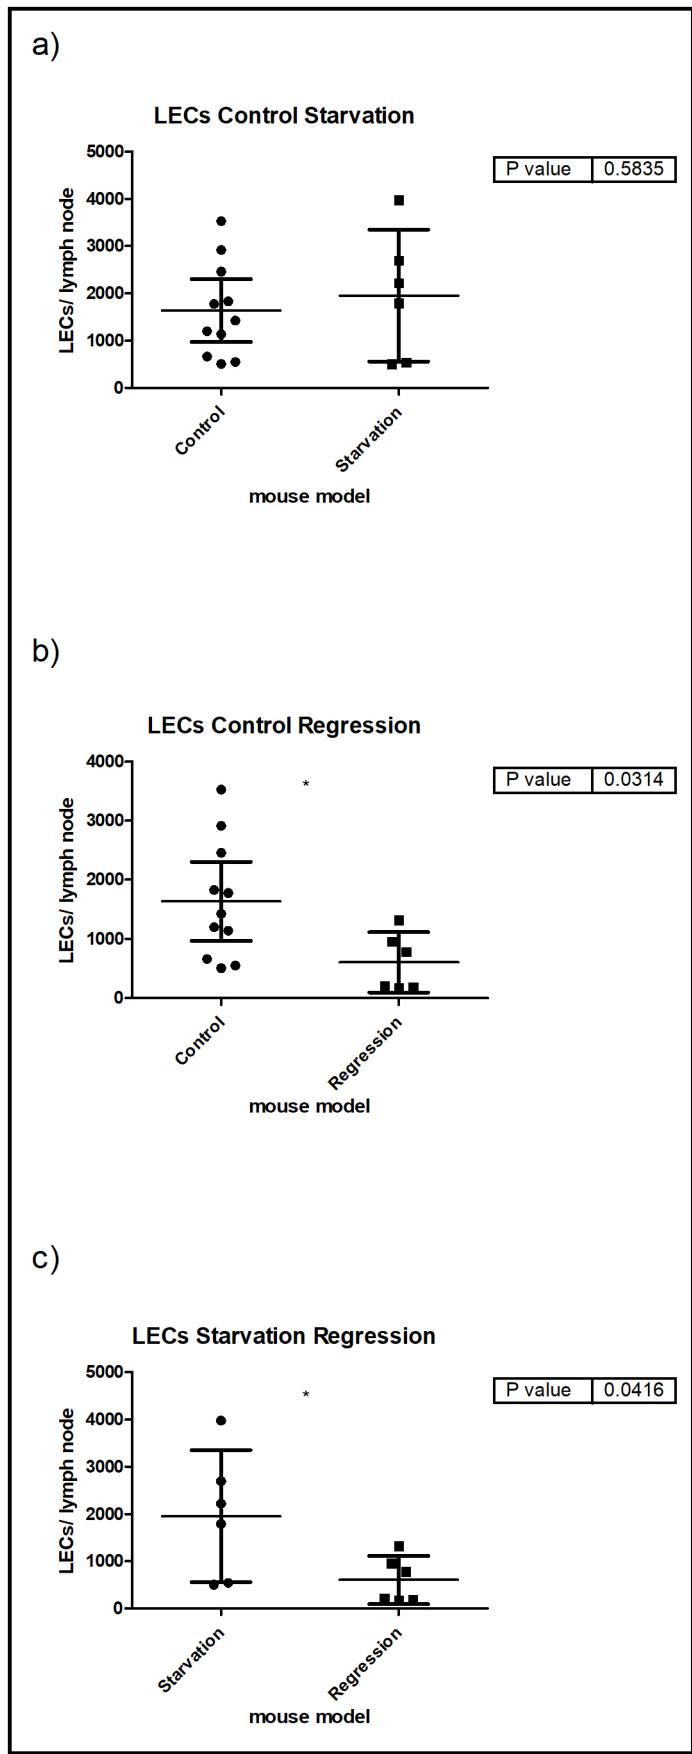 a)
LECs Control Starvation
P value 0.5835
5000
4000
3000
2000
1000
0
LECs/ lymph node
Control
Starvation
mouse model
b)
LECs Control Regression
P value 0.0314
*
4000
3000
2000
1000
0
LECs/ lymph node
Control
Regression
mouse model
c)
LECs Starvation Regression
P value 0.0416
*
5000
4000
3000
2000
1000
0
LECs/ lymph node
Starvation
Regression
mouse model